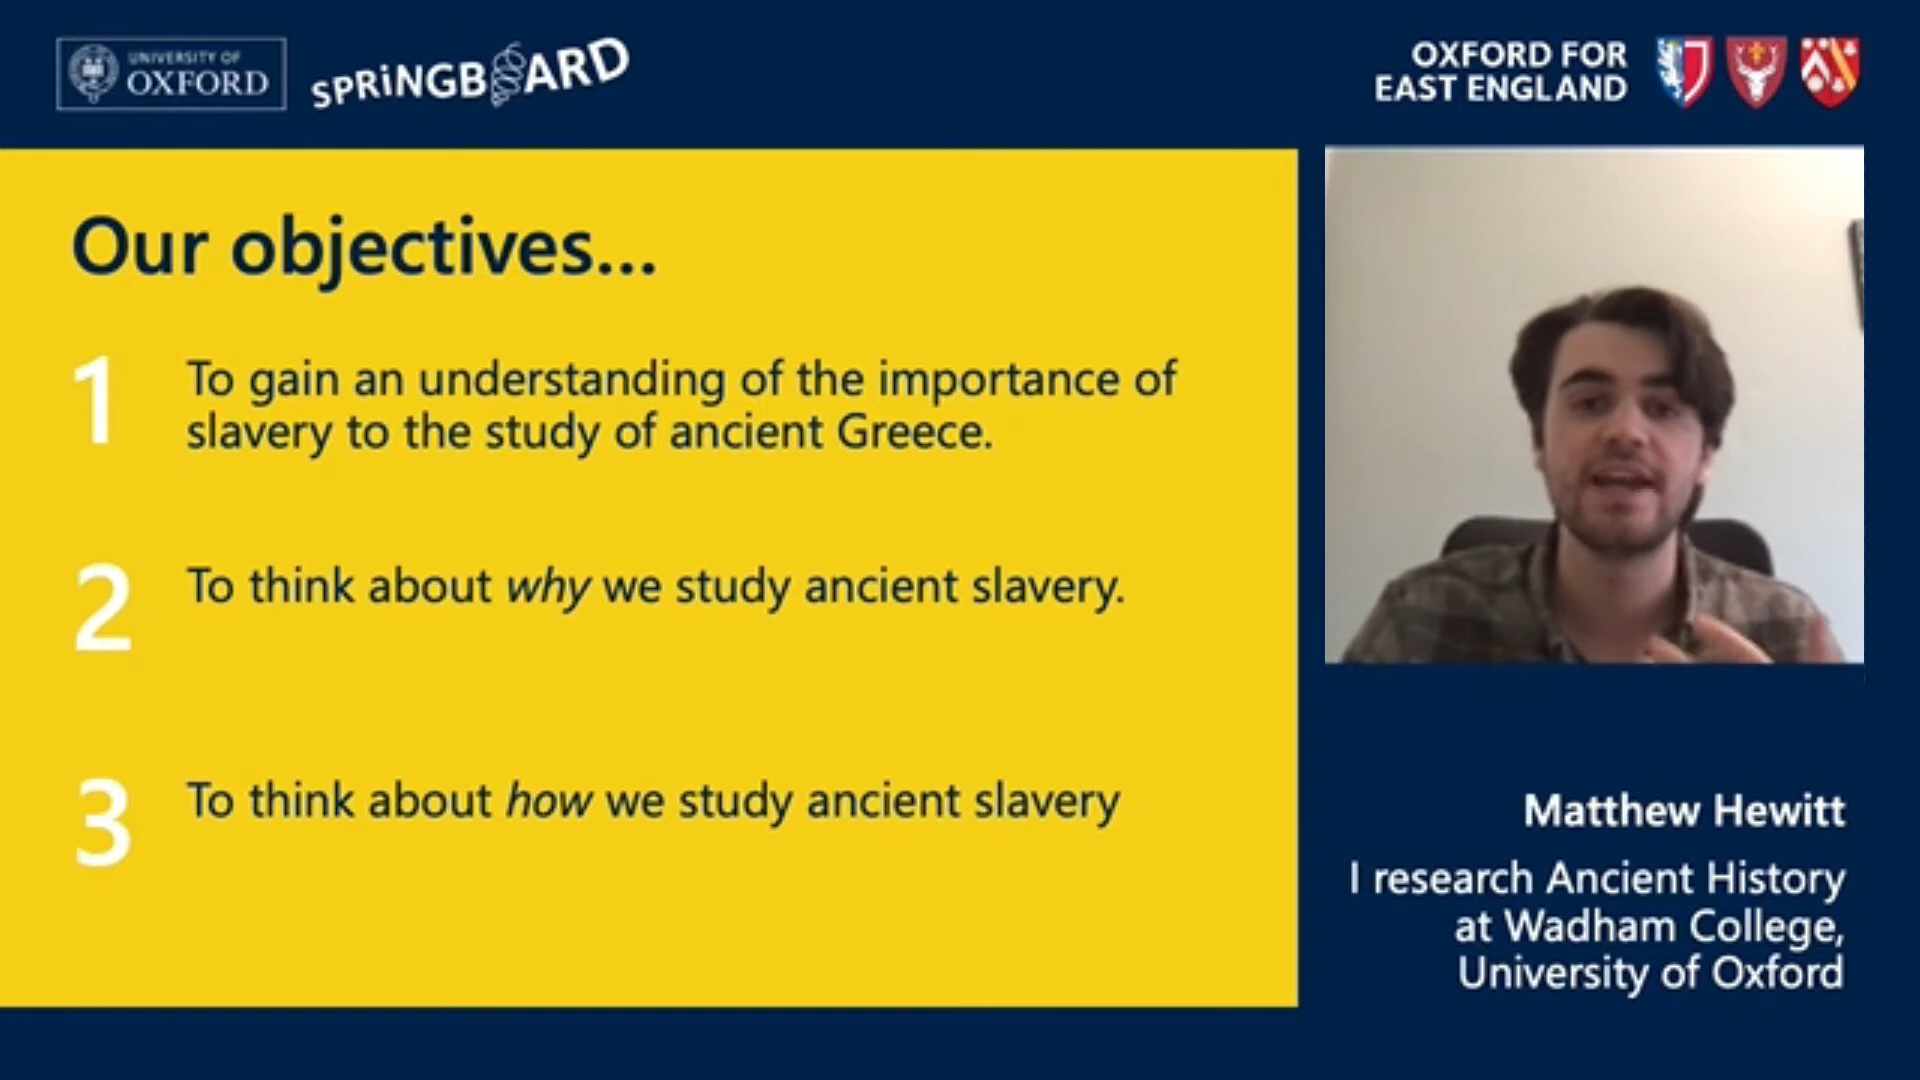 UNIVERSITY OF
OXFORD
SPRiNGBOARD
OXFORD FOR
EAST ENGLAND
Our objectives...
1
To gain an understanding of the importance of
slavery to the study of ancient Greece.
2
To think about why we study ancient slavery.
3
To think about how we study ancient slavery
Matthew Hewitt
I research Ancient History
at Wadham College,
University of Oxford